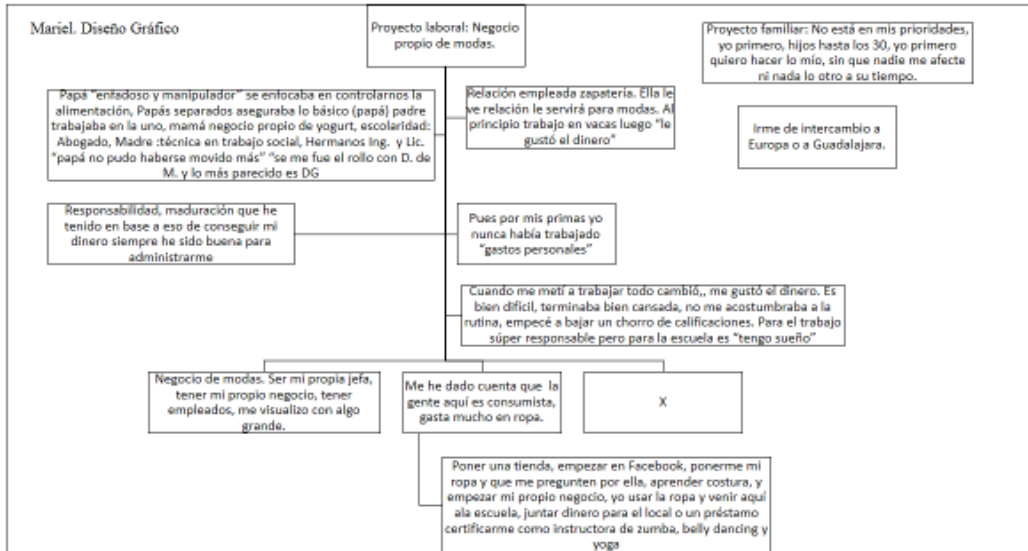 Mariel. Diseño Gráfico
Proyecto laboral: Negocio
propio de modas.
Proyecto familiar: No está en mis prioridades,
yo primero, hijos hasta los 30, yo primero
quiero hacer lo mío, sin que nadie me afecte
ni nada lo otro a su tiempo.
Papá "enfadoso y manipulador" se enfocaba en controlarnos la
alimentación, Papás separados aseguraba lo básico (papá) padre
trabajaba en la uno, mamá negocio propio de yogurt, escolaridad:
Abogado, Madre :técnica en trabajo social, Hermanos Ing. y Lic.
"papá no pudo haberse movido más" "se me fue el rollo con D. de
M. y lo más parecido es DG
Relación empleada zapatería. Ella le
ve relación le servirá para modas. Al
principio trabajo en vacas luego "le
gustó el dinero"
Irme de intercambio a
Europa o a Guadalajara.
Responsabilidad, maduración que he
tenido en base a eso de conseguir mi
dinero siempre he sido buena para
administrarme
Pues por mis primas yo
nunca había trabajado
"gastos personales"
Cuando me metí a trabajar todo cambió,, me gustó el dinero. Es
bien difícil, terminaba bien cansada, no me acostumbraba a la
rutina, empecé a bajar un chorro de calificaciones. Para el trabajo
súper responsable pero para la escuela es "tengo sueño"
Negocio de modas. Ser mi propia jefa,
tener mi propio negocio, tener
empleados, me visualizo con algo
grande.
Me he dado cuenta que la
gente aquí es consumista,
gasta mucho en ropa.
X
Poner una tienda, empezar en Facebook, ponerme mi
ropa y que me pregunten por ella, aprender costura, y
empezar mi propio negocio, yo usar la ropa y venir aquí
ala escuela, juntar dinero para el local o un préstamo
certificarme como instructora de zumba, belly dancing y
yoga